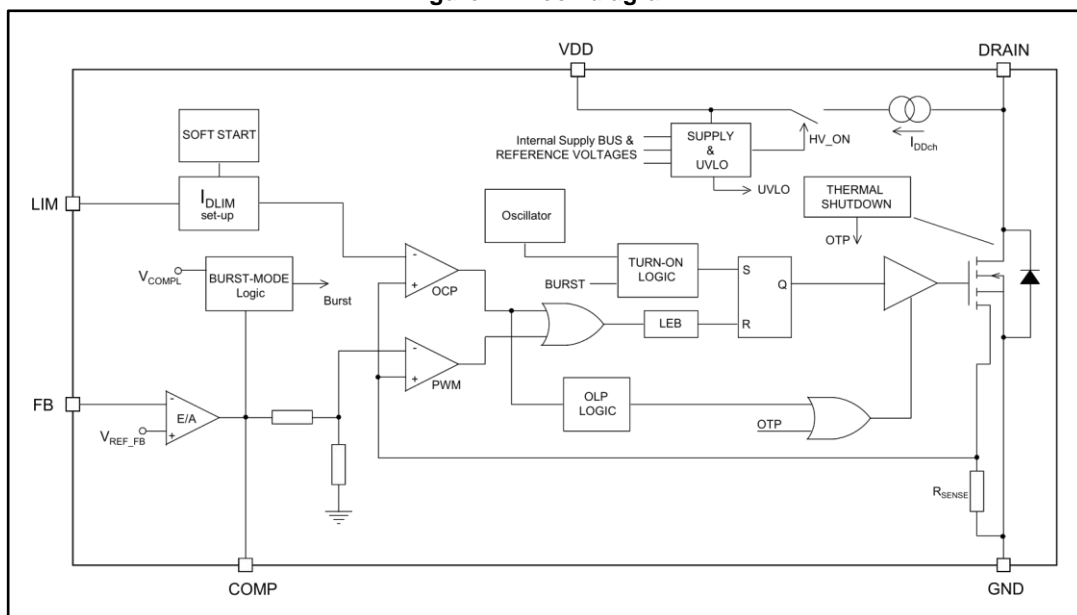 VDD
DRAIN
SOFT START
Internal Supply BUS &
REFERENCE VOLTAGES
SUPPLY
&
UVLO
HV_ON
IDDch
UVLO
LIM
IDLIM
set-up
Oscillator
THERMAL
SHUTDOWN
OTP
VCOMPL
BURST-MODE
Logic
Burst
-
+
OCP
BURST
TURN-ON
LOGIC
S
Q
R
LEB
-
+
PWM
FB
-
E/A
VREF_FB
+
OLP
LOGIC
OTP
RSENSE
COMP
GND